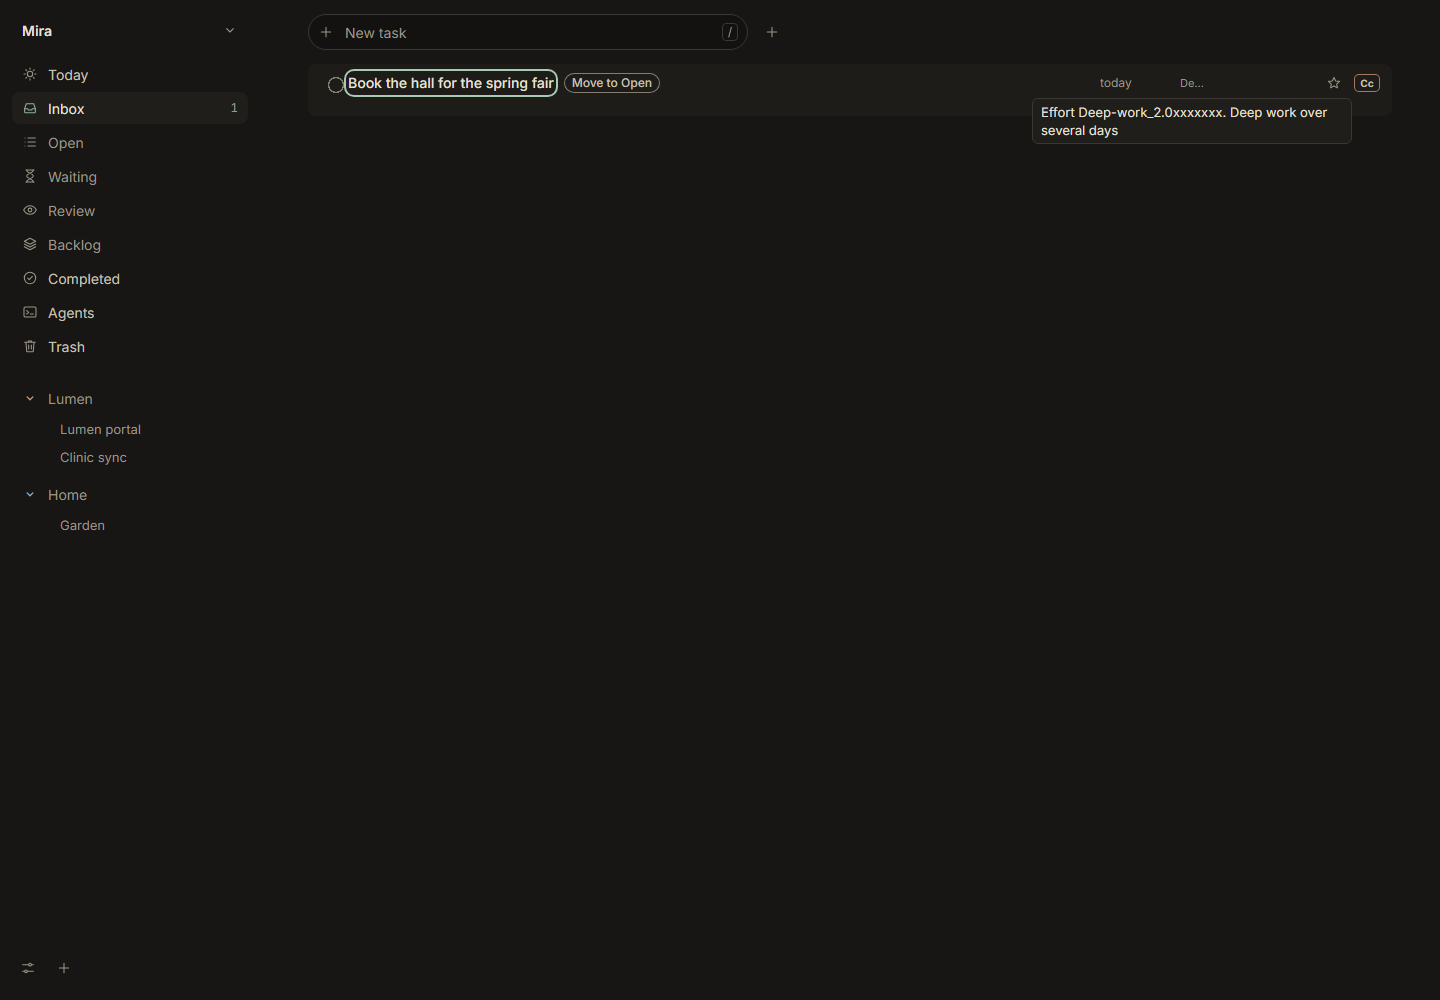 Mira
Today
Inbox 1
Open
Waiting
Review
Backlog
Completed
Agents
Trash
Lumen
Lumen portal
Clinic sync
Home
Garden
New task /
Book the hall for the spring fair Move to Open today De... Cc
Effort Deep-work_2.0xxxxxxx. Deep work over
several days